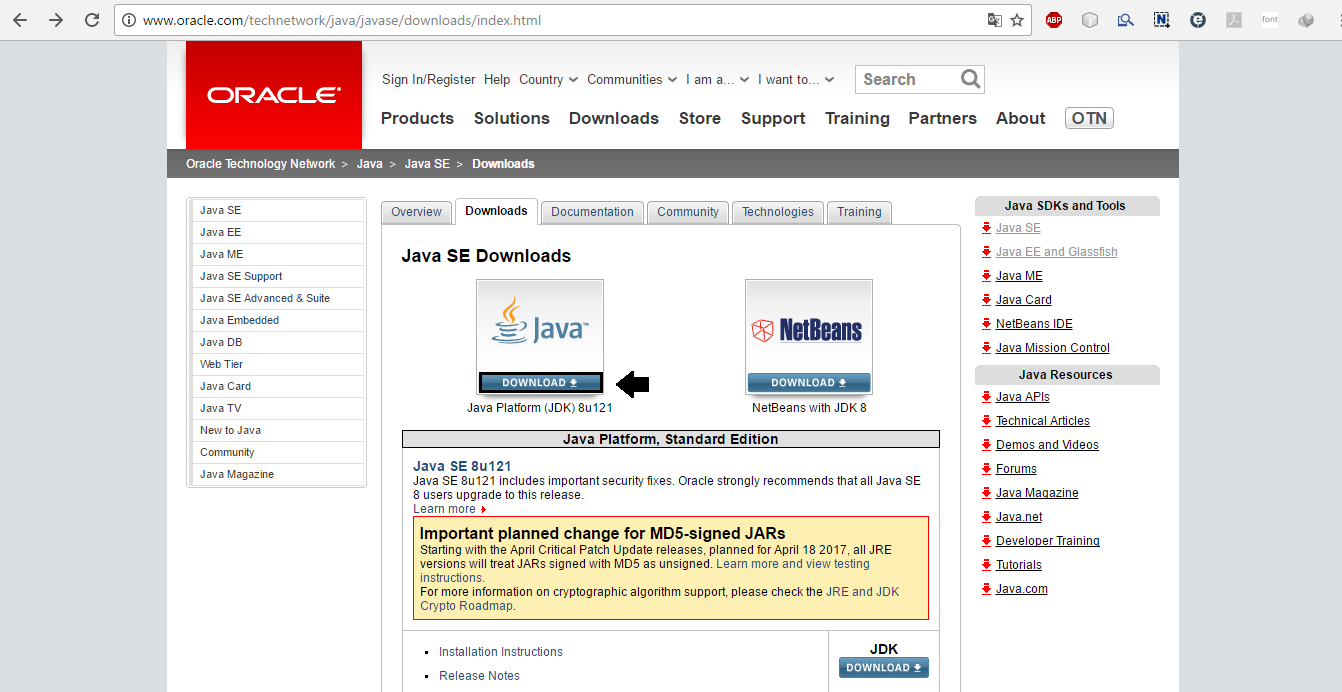 www.oracle.com/technetwork/java/javase/downloads/index.html
ABP
N
e
font
ORACLE
Sign In/Register Help Country Communities I am a... I want to... Search
Products Solutions Downloads Store Support Training Partners About OTN
Oracle Technology Network > Java > Java SE > Downloads
Java SE
Java EE
Java ME
Java SE Support
Java SE Advanced & Suite
Java Embedded
Java DB
Web Tier
Java Card
Java TV
New to Java
Community
Java Magazine
Overview Downloads Documentation Community Technologies Training
Java SE Downloads
Java™
DOWNLOAD
Java Platform (JDK) 8u121
NetBeans
DOWNLOAD
NetBeans with JDK 8
Java Platform, Standard Edition
Java SE 8u121
Java SE 8u121 includes important security fixes. Oracle strongly recommends that all Java SE
8 users upgrade to this release.
Learn more
Important planned change for MD5-signed JARs
Starting with the April Critical Patch Update releases, planned for April 18 2017, all JRE
versions will treat JARs signed with MD5 as unsigned. Learn more and view testing
instructions.
For more information on cryptographic algorithm support, please check the JRE and JDK
Crypto Roadmap.
Installation Instructions
Release Notes
JDK
DOWNLOAD
Java SDKs and Tools
Java SE
Java EE and Glassfish
Java ME
Java Card
NetBeans IDE
Java Mission Control
Java Resources
Java APIs
Technical Articles
Demos and Videos
Forums
Java Magazine
Java.net
Developer Training
Tutorials
Java.com